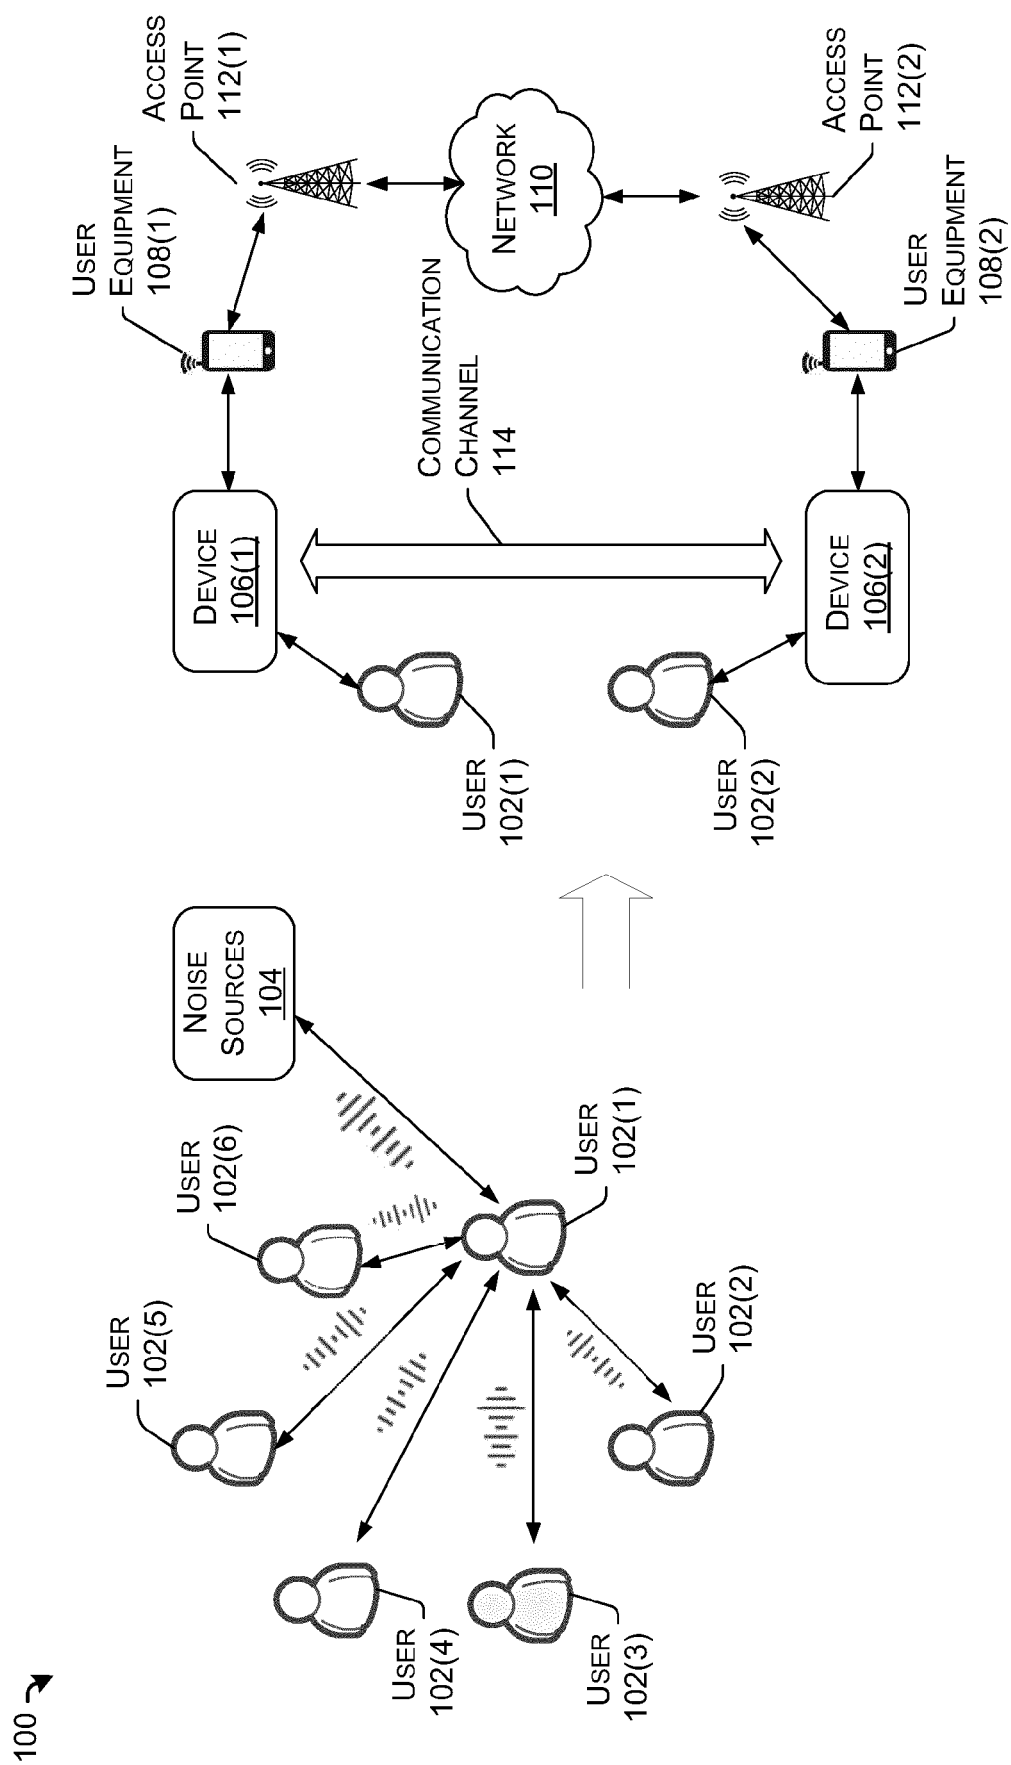 100
USER
102(4)
USER
102(3)
USER
102(5)
USER
102(6)
USER
102(2)
USER
102(1)
NOISE
SOURCES
104
USER
102(1)
USER
102(2)
DEVICE
106(1)
DEVICE
106(2)
COMMUNICATION
CHANNEL
114
USER
EQUIPMENT
108(1)
USER
EQUIPMENT
108(2)
ACCESS
POINT
112(1)
NETWORK
110
ACCESS
POINT
112(2)